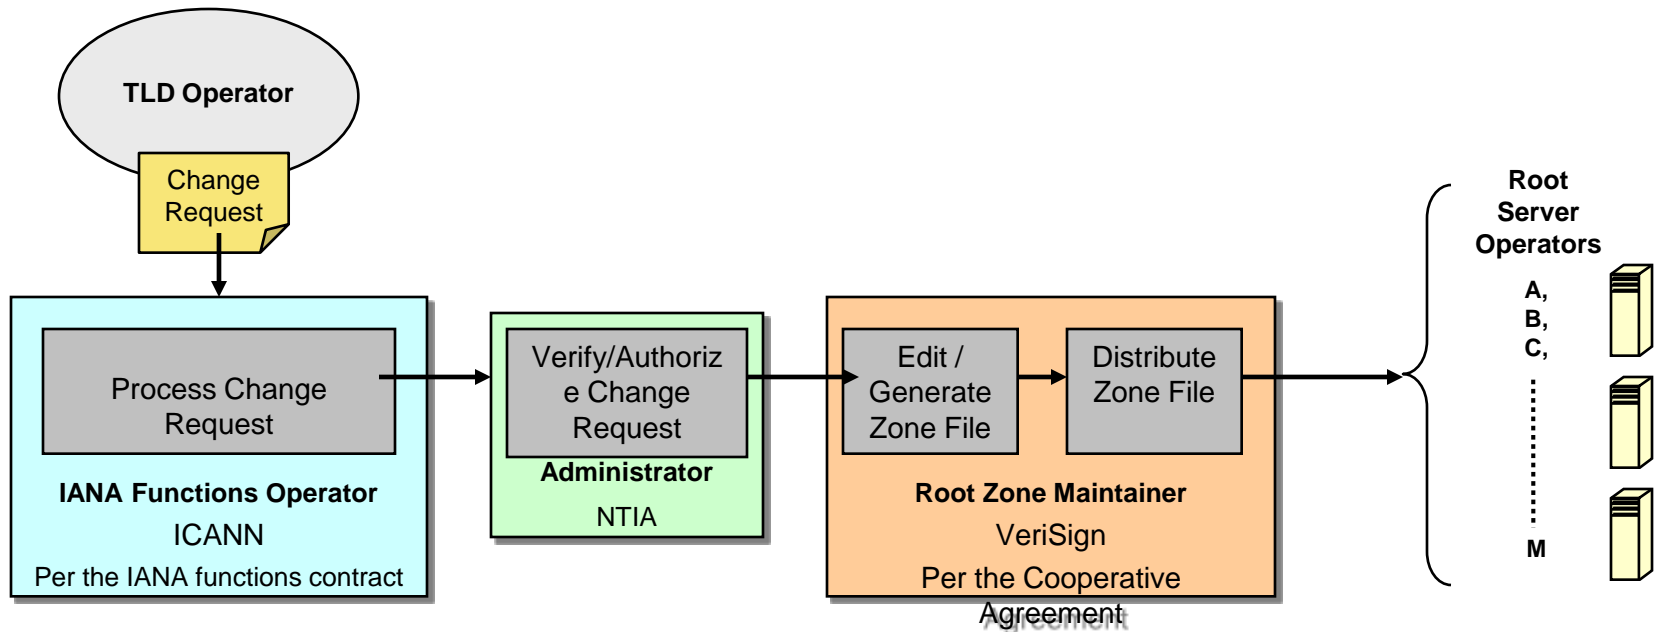 TLD Operator
Change
Request
Process Change
Request
IANA Functions Operator
ICANN
Per the IANA functions contract
Verify/Authoriz
e Change
Request
Administrator
NTIA
Edit /
Generate
Zone File
Distribute
Zone File
Root Zone Maintainer
VeriSign
Per the Cooperative
Agreement
Root
Server
Operators
A,
B,
C,
M